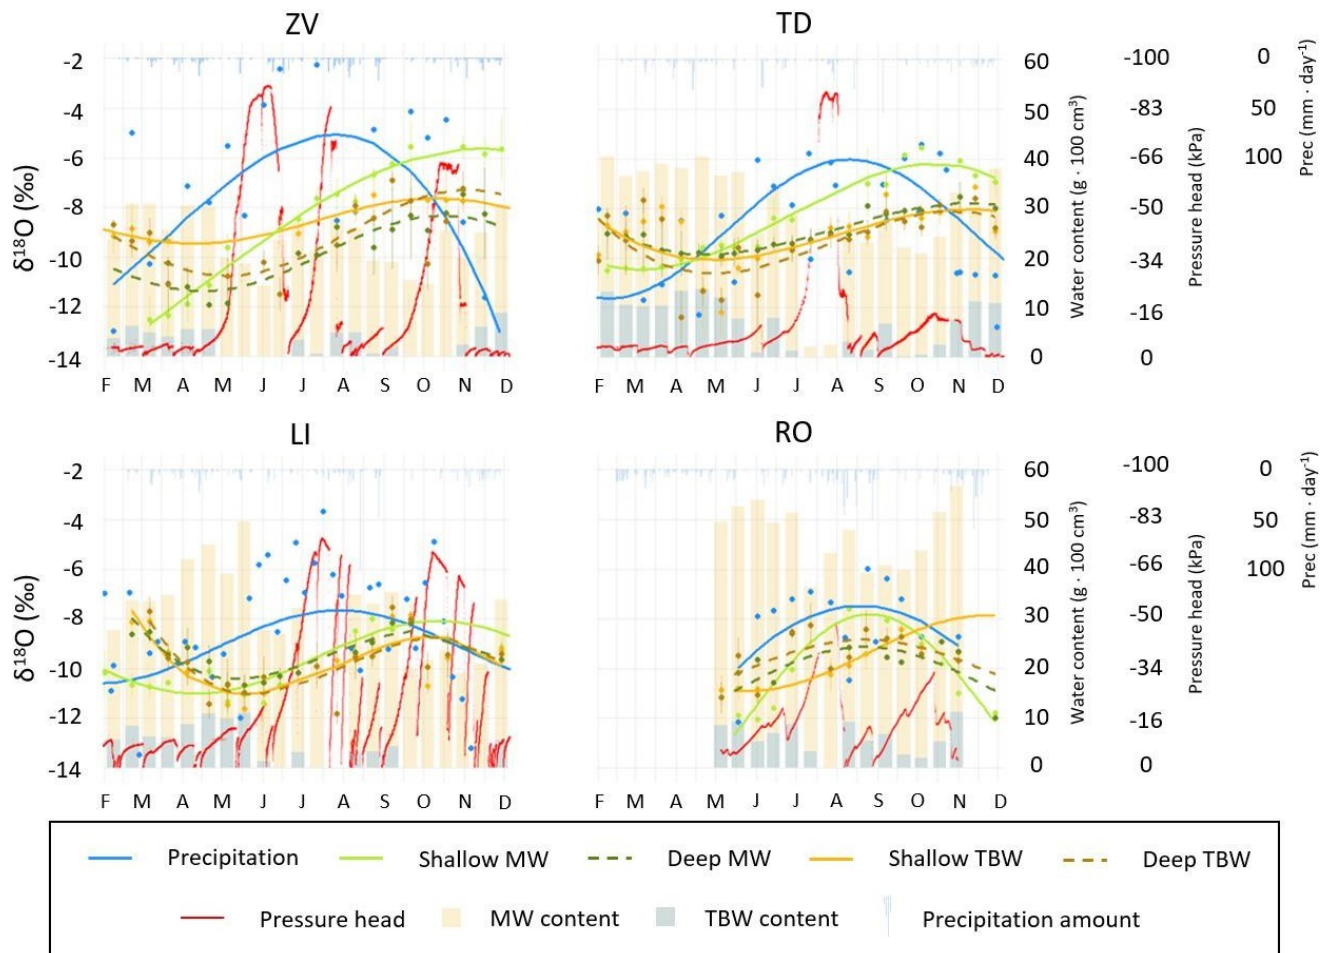 ZV TD
-2 60 -100 0
-4 50 -83 50
-6 40 -66 100
-8 30 -50
-10 20 -34
-12 10 -16
-14 0 0
δ18O (‰) Water content (g · 100 cm3) Pressure head (kPa) Prec (mm · day-1)
F M A M J J A S O N D F M A M J J A S O N D
LI RO
-2 60 -100 0
-4 50 -83 50
-6 40 -66 100
-8 30 -50
-10 20 -34
-12 10 -16
-14 0 0
δ18O (‰) Water content (g · 100 cm3) Pressure head (kPa) Prec (mm · day-1)
F M A M J J A S O N D F M A M J J A S O N D
Precipitation Shallow MW Deep MW Shallow TBW Deep TBW
Pressure head MW content TBW content Precipitation amount